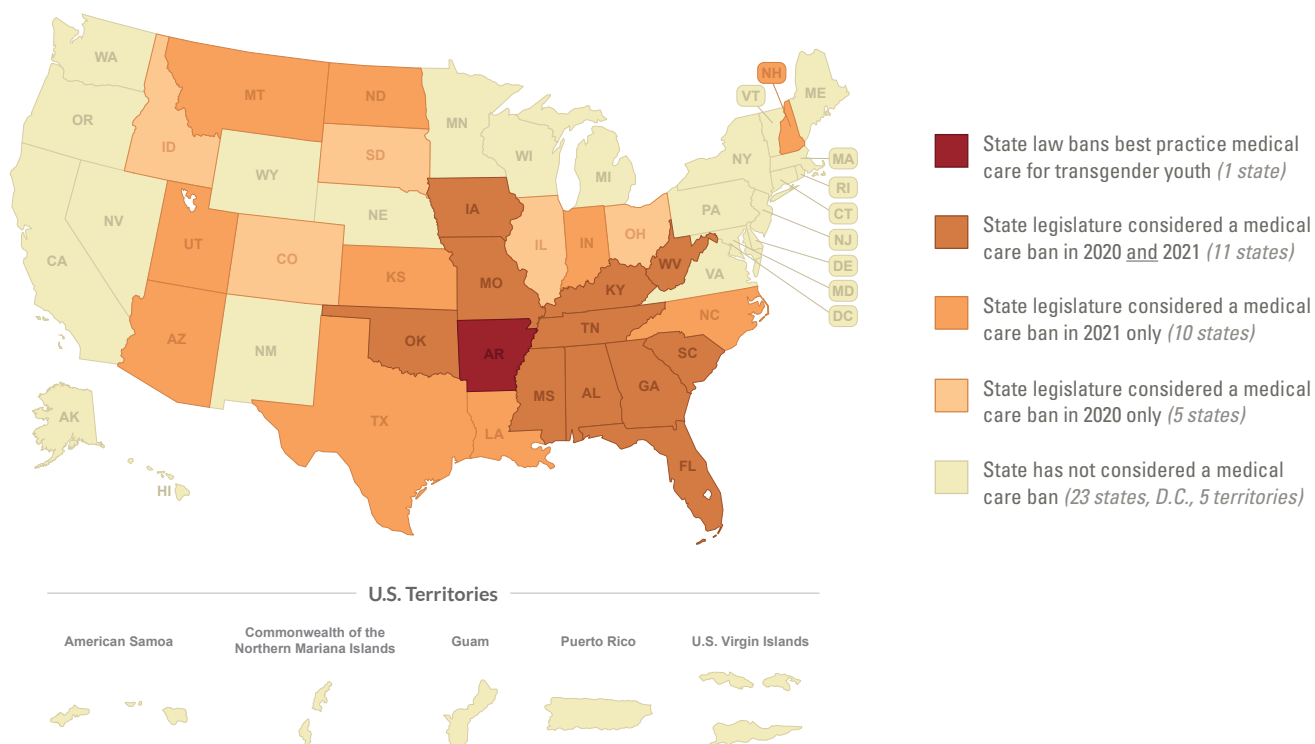 WA
OR
CA
NV
ID
MT
WY
UT
CO
AZ
NM
ND
SD
NE
KS
OK
TX
MN
IA
MO
AR
LA
WI
IL
MI
IN
OH
KY
TN
MS
AL
GA
FL
SC
NC
VA
WV
PA
NY
VT
NH
ME
MA
RI
CT
NJ
DE
MD
DC
AK
HI
State law bans best practice medical
care for transgender youth (1 state)
State legislature considered a medical
care ban in 2020 and 2021 (11 states)
State legislature considered a medical
care ban in 2021 only (10 states)
State legislature considered a medical
care ban in 2020 only (5 states)
State has not considered a medical
care ban (23 states, D.C., 5 territories)
U.S. Territories
American Samoa
Commonwealth of the
Northern Mariana Islands
Guam
Puerto Rico
U.S. Virgin Islands